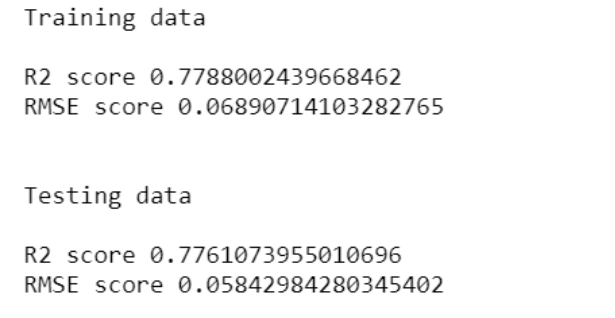 Training data
R2 score 0.7788002439668462
RMSE score 0.06890714103282765
Testing data
R2 score 0.7761073955010696
RMSE score 0.05842984280345402